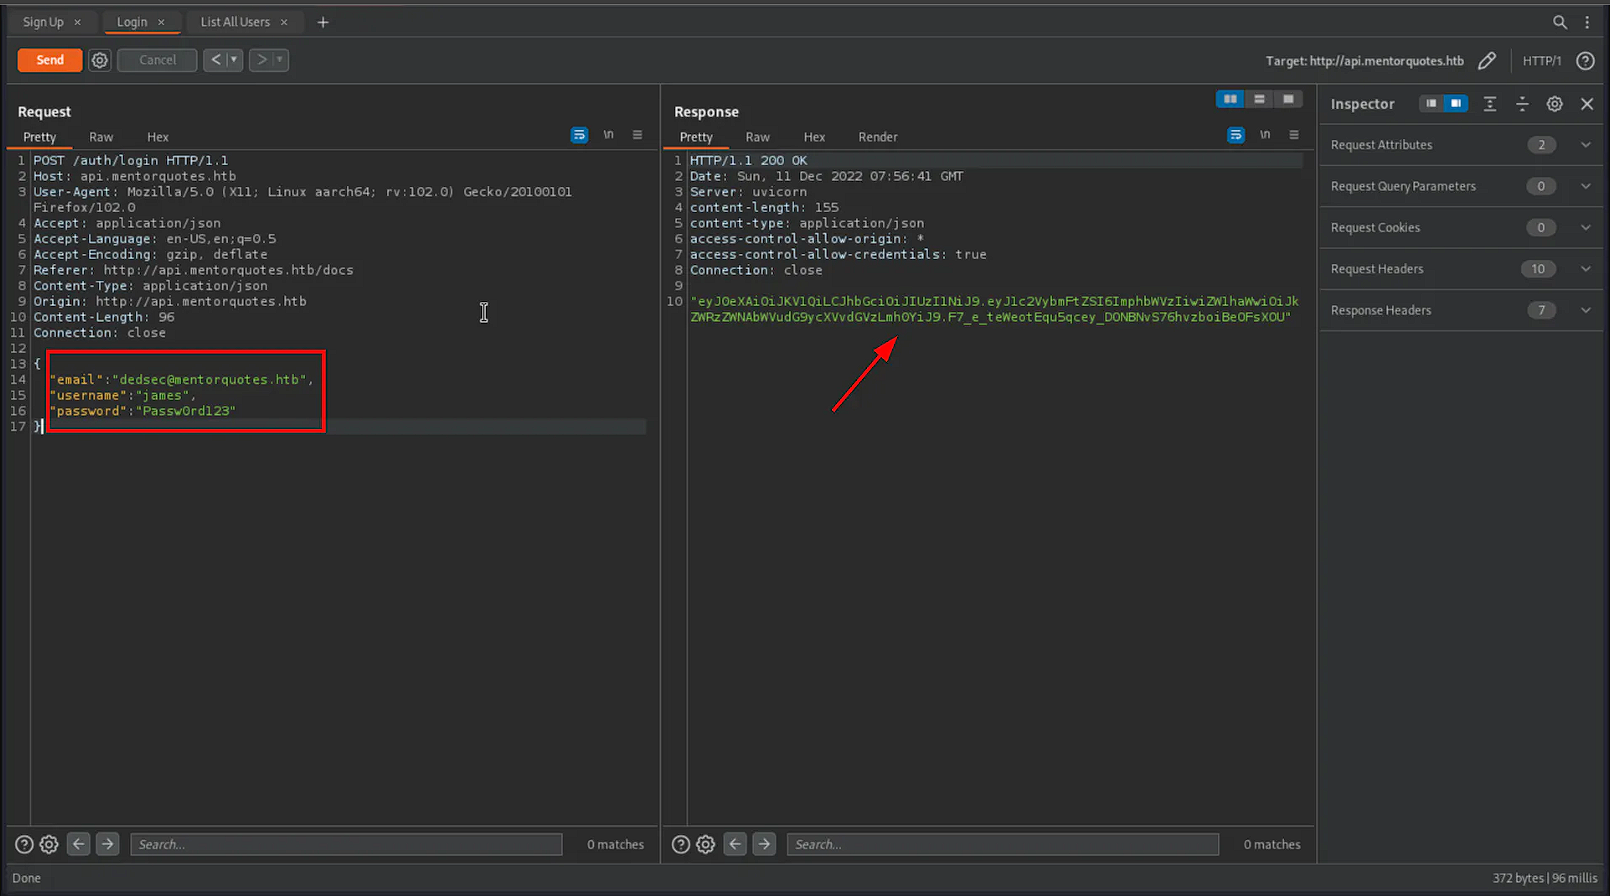 Sign Up × Login × List All Users × +
Send Cancel < > Target: http://api.mentorquotes.htb HTTP/1 ?
Request
Pretty Raw Hex \n
1 POST /auth/login HTTP/1.1
2 Host: api.mentorquotes.htb
3 User-Agent: Mozilla/5.0 (X11; Linux aarch64; rv:102.0) Gecko/20100101
Firefox/102.0
4 Accept: application/json
5 Accept-Language: en-US,en;q=0.5
6 Accept-Encoding: gzip, deflate
7 Referer: http://api.mentorquotes.htb/docs
8 Content-Type: application/json
9 Origin: http://api.mentorquotes.htb
10 Content-Length: 96
11 Connection: close
12
13 {
14 "email":"dedsec@mentorquotes.htb",
15 "username":"james",
16 "password":"Passw0rd123"
17 }
? Search... 0 matches
Response
Pretty Raw Hex Render \n
1 HTTP/1.1 200 OK
2 Date: Sun, 11 Dec 2022 07:56:41 GMT
3 Server: uvicorn
4 content-length: 155
5 content-type: application/json
6 access-control-allow-origin: *
7 access-control-allow-credentials: true
8 Connection: close
9
10 "eyJ0eXAiOiJKV1QiLCJhbGciOiJIUzI1NiJ9.eyJ1c2VybmFtZSI6ImphbWVzIiwiZW1haWwiOiJk
ZWRzZWNAbWVudG9ycXVvdGVzLmh0YiJ9.F7_e_teWeotEqu5qcey_DONBNvS76hvzboiBeOFsXOU"
? Search... 0 matches
Inspector
Request Attributes 2
Request Query Parameters 0
Request Cookies 0
Request Headers 10
Response Headers 7
Done 372 bytes | 96 millis